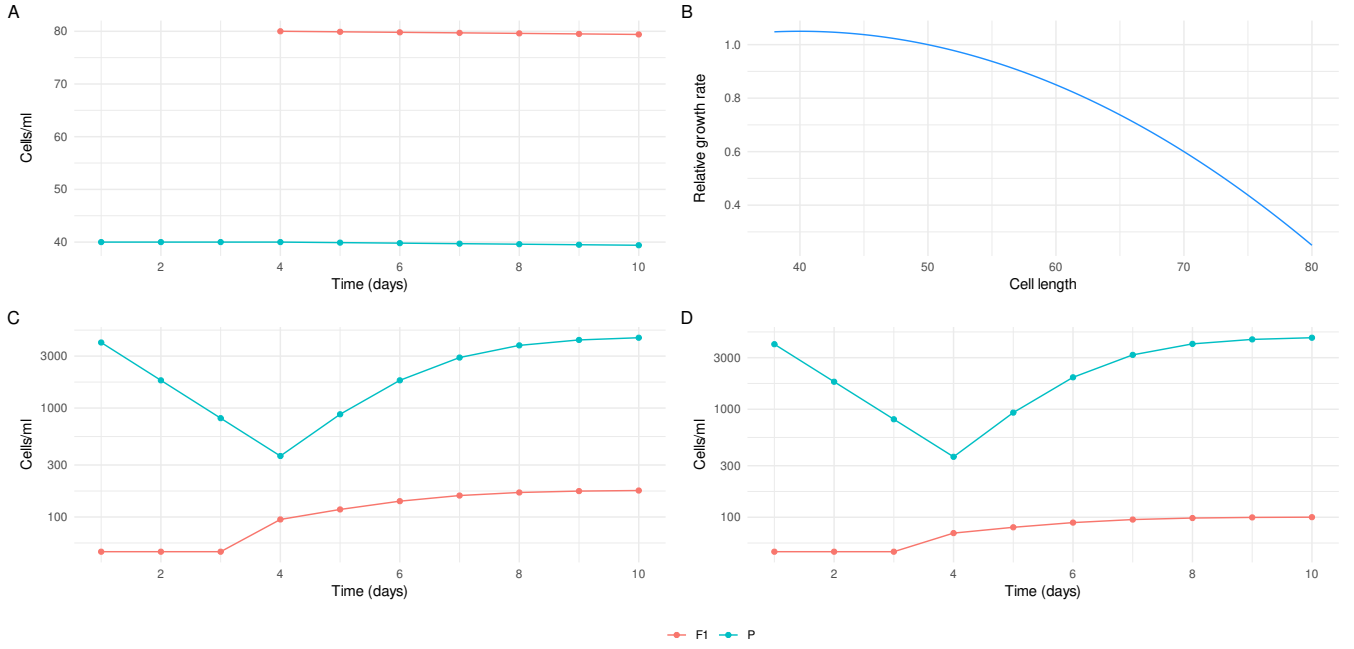 A
80
70
60
50
40
Cells/ml
2 4 6 8 10
Time (days)
B
1.0
0.8
0.6
0.4
Relative growth rate
40 50 60 70 80
Cell length
C
3000
1000
300
100
Cells/ml
2 4 6 8 10
Time (days)
D
3000
1000
300
100
Cells/ml
2 4 6 8 10
Time (days)
F1 P